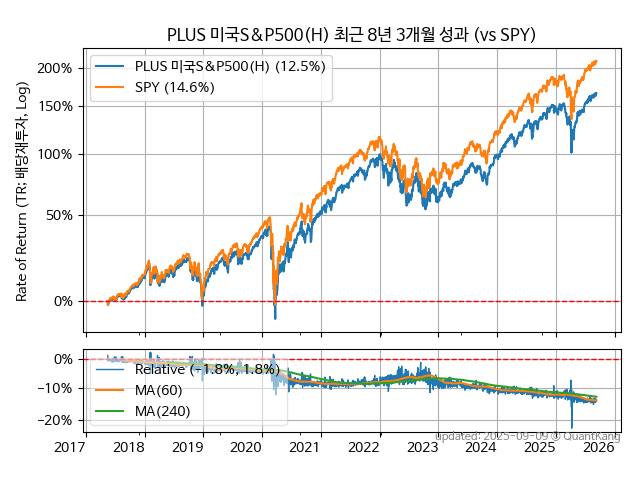 PLUS 미국S&P500(H) 최근 8년 3개월 성과 (vs SPY)
Rate of Return (TR: 배당재투자, Log)
200%
150%
100%
50%
0%
PLUS 미국S&P500(H) (12.5%)
SPY (14.6%)
0%
−10%
−20%
Relative (−1.8%, 1.8%)
MA(60)
MA(240)
2017 2018 2019 2020 2021 2022 2023 2024 2025 2026
Updated: 2025-09-09 © QuantKang